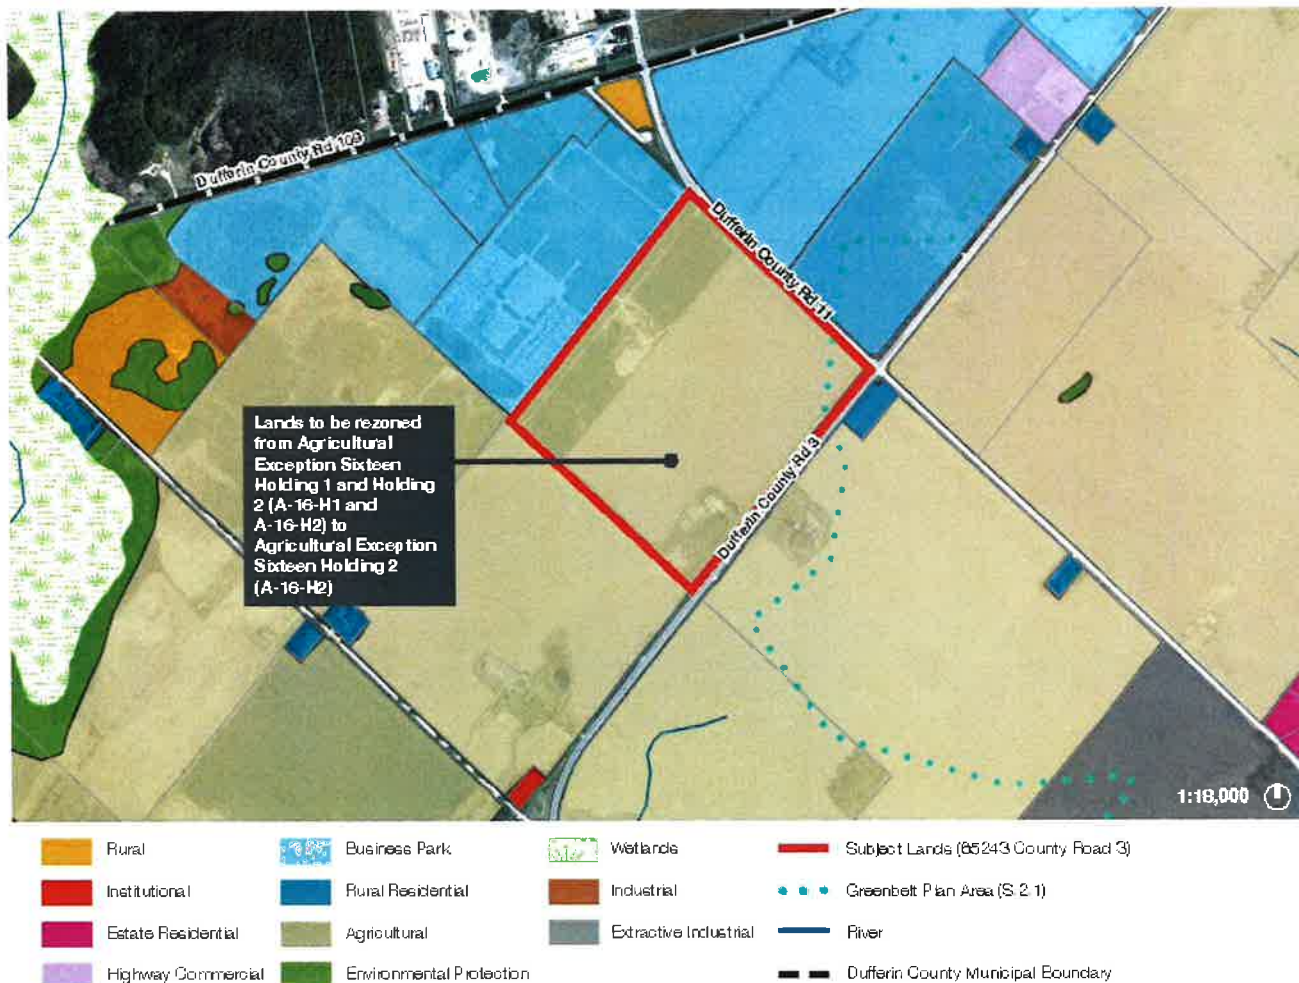 Dufferin County Rd 109
Dufferin County Rd 11
Lands to be rezoned
from Agricultural
Exception Sixteen
Holding 1 and Holding
2 (A-16-H1 and
A-16-H2) to
Agricultural Exception
Sixteen Holding 2
(A-16-H2)
Dufferin County Rd 3
1:18,000
Rural
Business Park
Wetlands
Subject Lands (65243 County Road 3)
Institutional
Rural Residential
Industrial
Greenbelt Plan Area (S.2.1)
Estate Residential
Agricultural
Extractive Industrial
River
Highway Commercial
Environmental Protection
Dufferin County Municipal Boundary